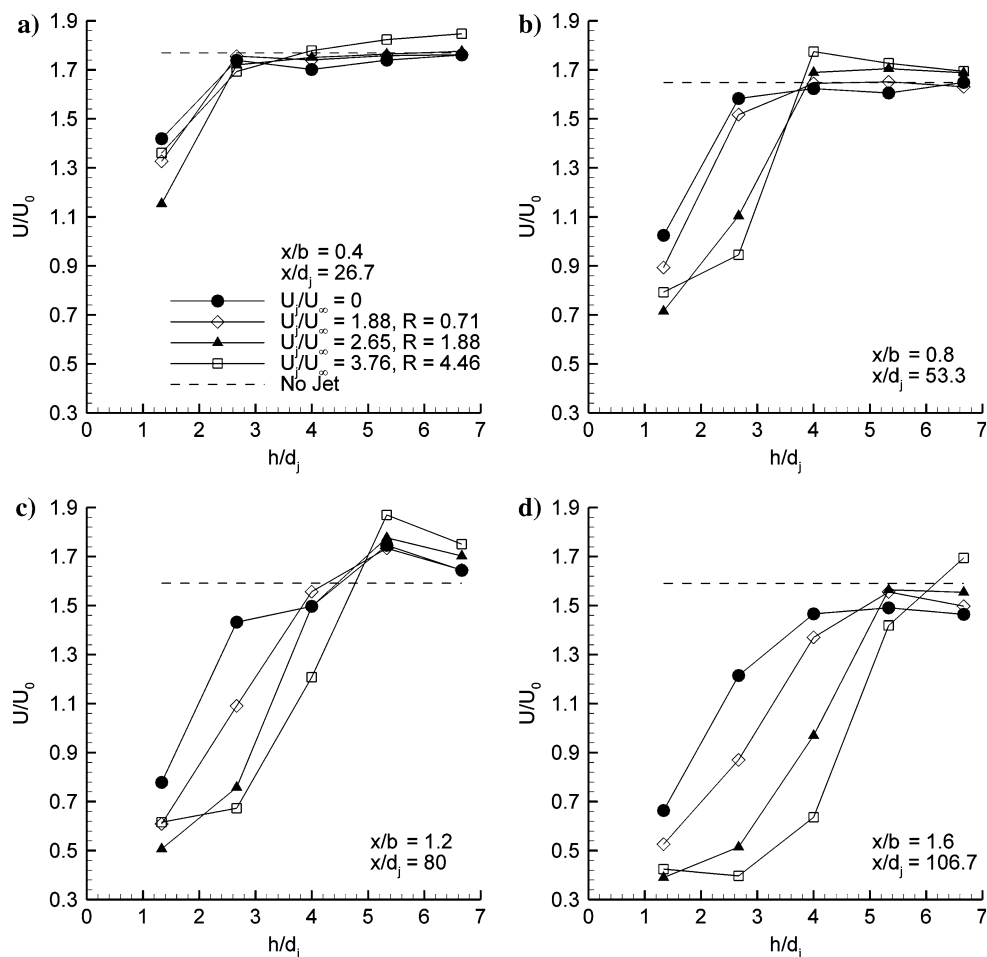 a)
1.9
1.7
1.5
1.3
1.1
0.9
0.7
0.5
0.3
U/U0
x/b = 0.4
x/dj = 26.7
Uj/U∞ = 0
Uj/U∞ = 1.88, R = 0.71
Uj/U∞ = 2.65, R = 1.88
Uj/U∞ = 3.76, R = 4.46
No Jet
0 1 2 3 4 5 6 7
h/dj
b)
1.9
1.7
1.5
1.3
1.1
0.9
0.7
0.5
0.3
U/U0
x/b = 0.8
x/dj = 53.3
0 1 2 3 4 5 6 7
h/dj
c)
1.9
1.7
1.5
1.3
1.1
0.9
0.7
0.5
0.3
U/U0
x/b = 1.2
x/dj = 80
0 1 2 3 4 5 6 7
h/dj
d)
1.9
1.7
1.5
1.3
1.1
0.9
0.7
0.5
0.3
U/U0
x/b = 1.6
x/dj = 106.7
0 1 2 3 4 5 6 7
h/dj